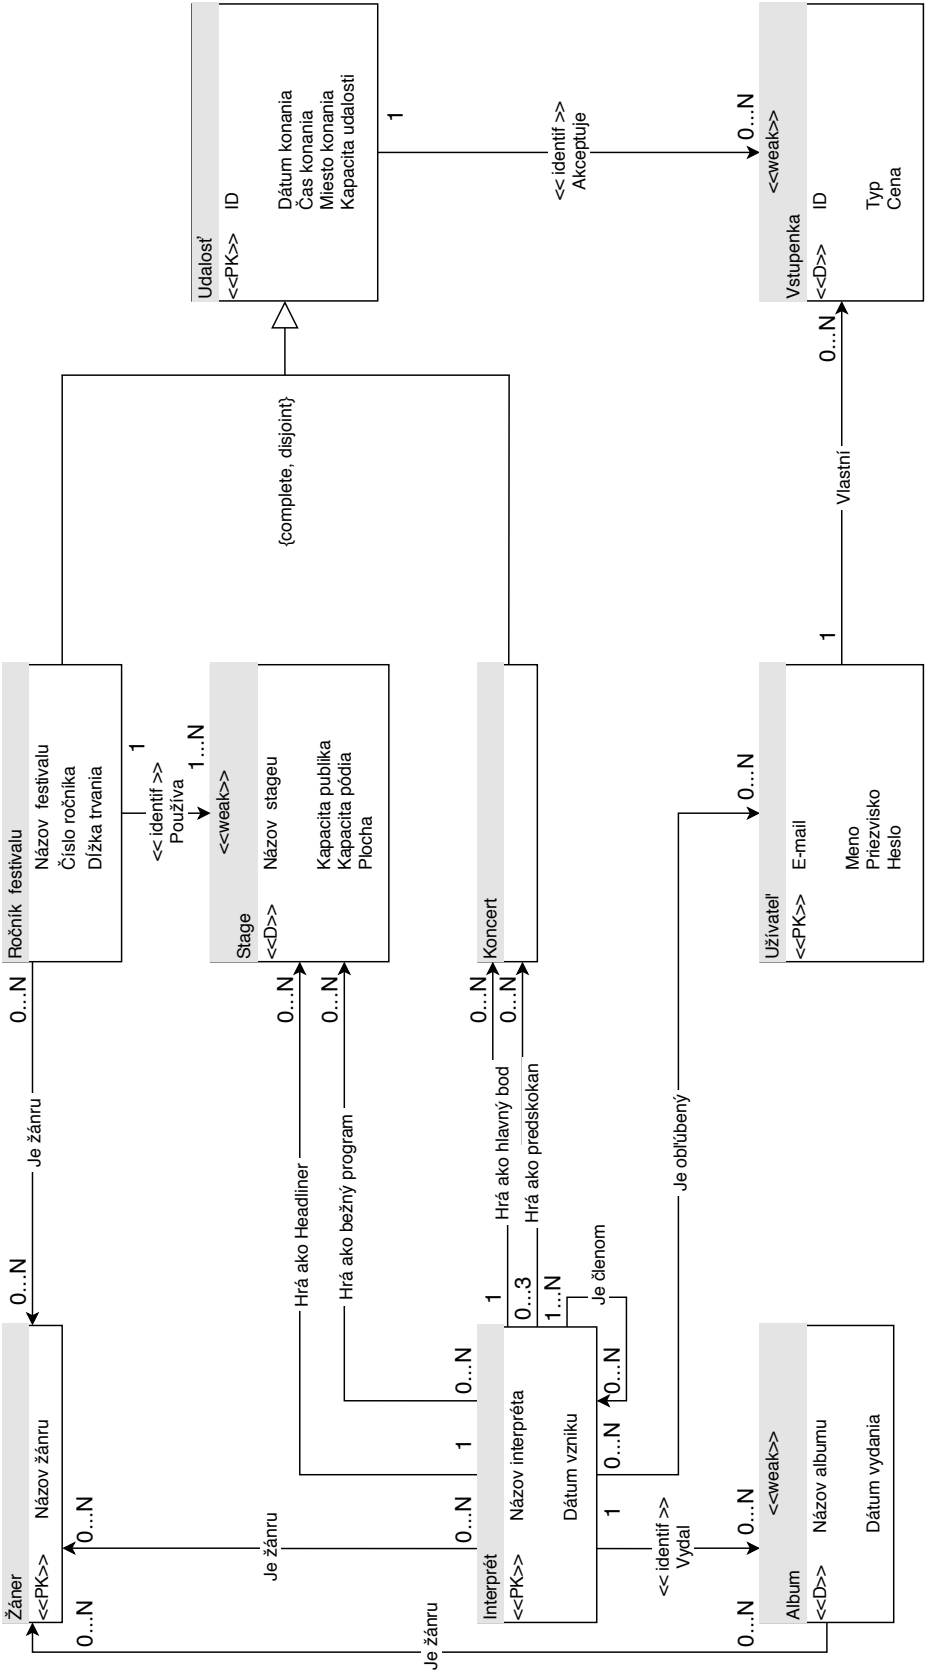 Žáner
<<PK>> Názov žánru
0...N
Je žánru
0...N
Ročník festivalu
Názov festivalu
Číslo ročníka
Dĺžka trvania
1
<< identif >>
Používa
1...N
<<weak>>
Stage
<<D>> Názov stageu
Kapacita publika
Kapacita pódia
Plocha
{complete, disjoint}
Udalosť
<<PK>> ID
Dátum konania
Čas konania
Miesto konania
Kapacita udalosti
1
<< identif >>
Akceptuje
0...N
0...N
0...N
Je žánru
Je žánru
0...N
0...N
Hrá ako Headliner
1
0...N
Hrá ako bežný program
0...N
0...N
Interprét
<<PK>> Názov interpréta
Dátum vzniku
1
Hrá ako hlavný bod
0...N
0...3
Hrá ako predskokan
0...N
Koncert
1...N
Je členom
0...N
0...N
Je obľúbený
0...N
1
<< identif >>
Vydal
0...N
<<weak>>
Album
<<D>> Názov albumu
Dátum vydania
Užívateľ
<<PK>> E-mail
Meno
Priezvisko
Heslo
1
Vlastní
0...N
<<weak>>
Vstupenka
<<D>> ID
Typ
Cena